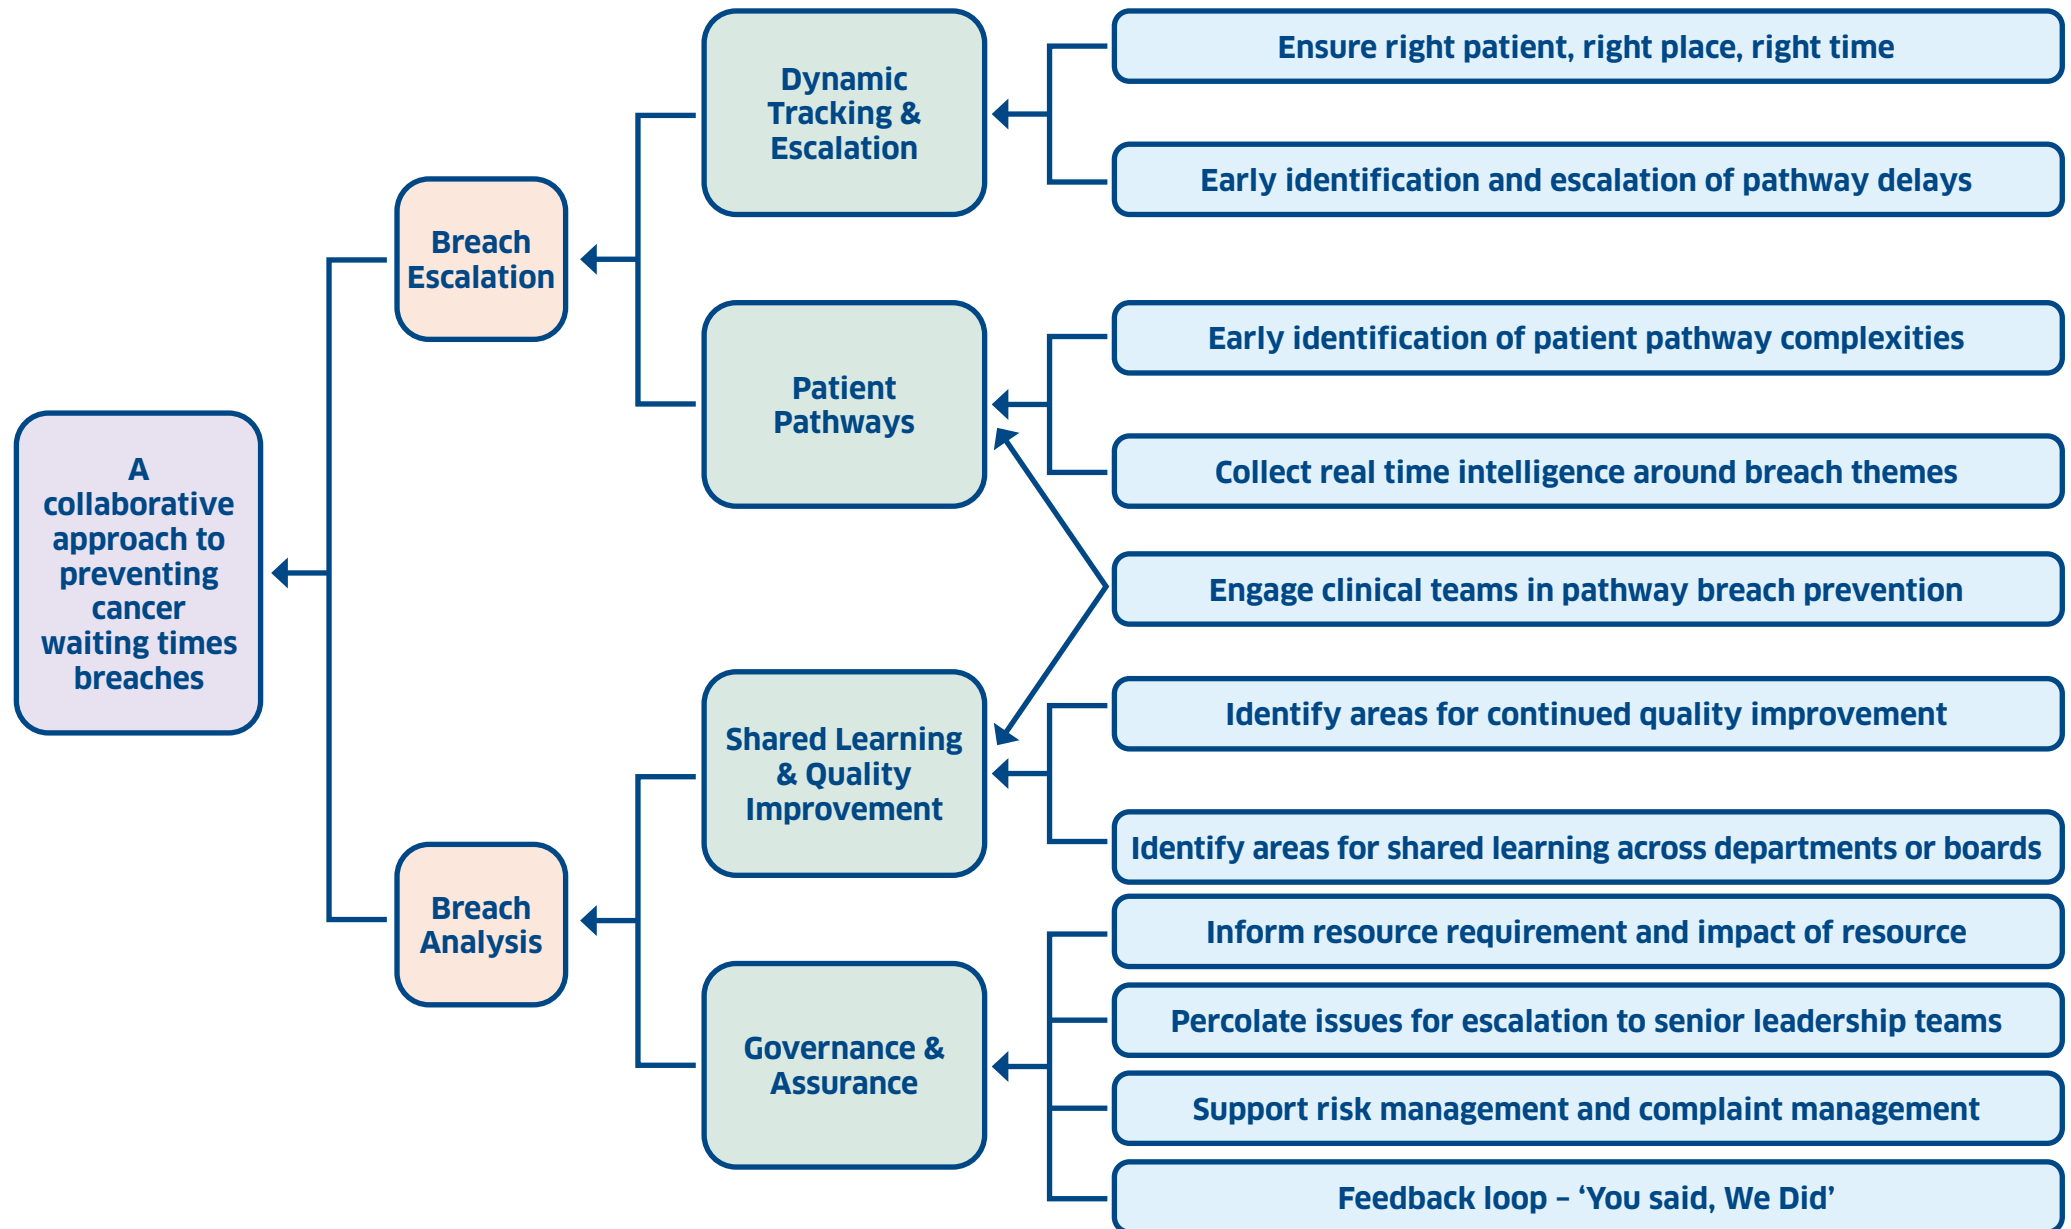 A
collaborative
approach to
preventing
cancer
waiting times
breaches
Breach
Escalation
Breach
Analysis
Dynamic
Tracking &
Escalation
Patient
Pathways
Shared Learning
& Quality
Improvement
Governance &
Assurance
Ensure right patient, right place, right time
Early identification and escalation of pathway delays
Early identification of patient pathway complexities
Collect real time intelligence around breach themes
Engage clinical teams in pathway breach prevention
Identify areas for continued quality improvement
Identify areas for shared learning across departments or boards
Inform resource requirement and impact of resource
Percolate issues for escalation to senior leadership teams
Support risk management and complaint management
Feedback loop – ‘You said, We Did’